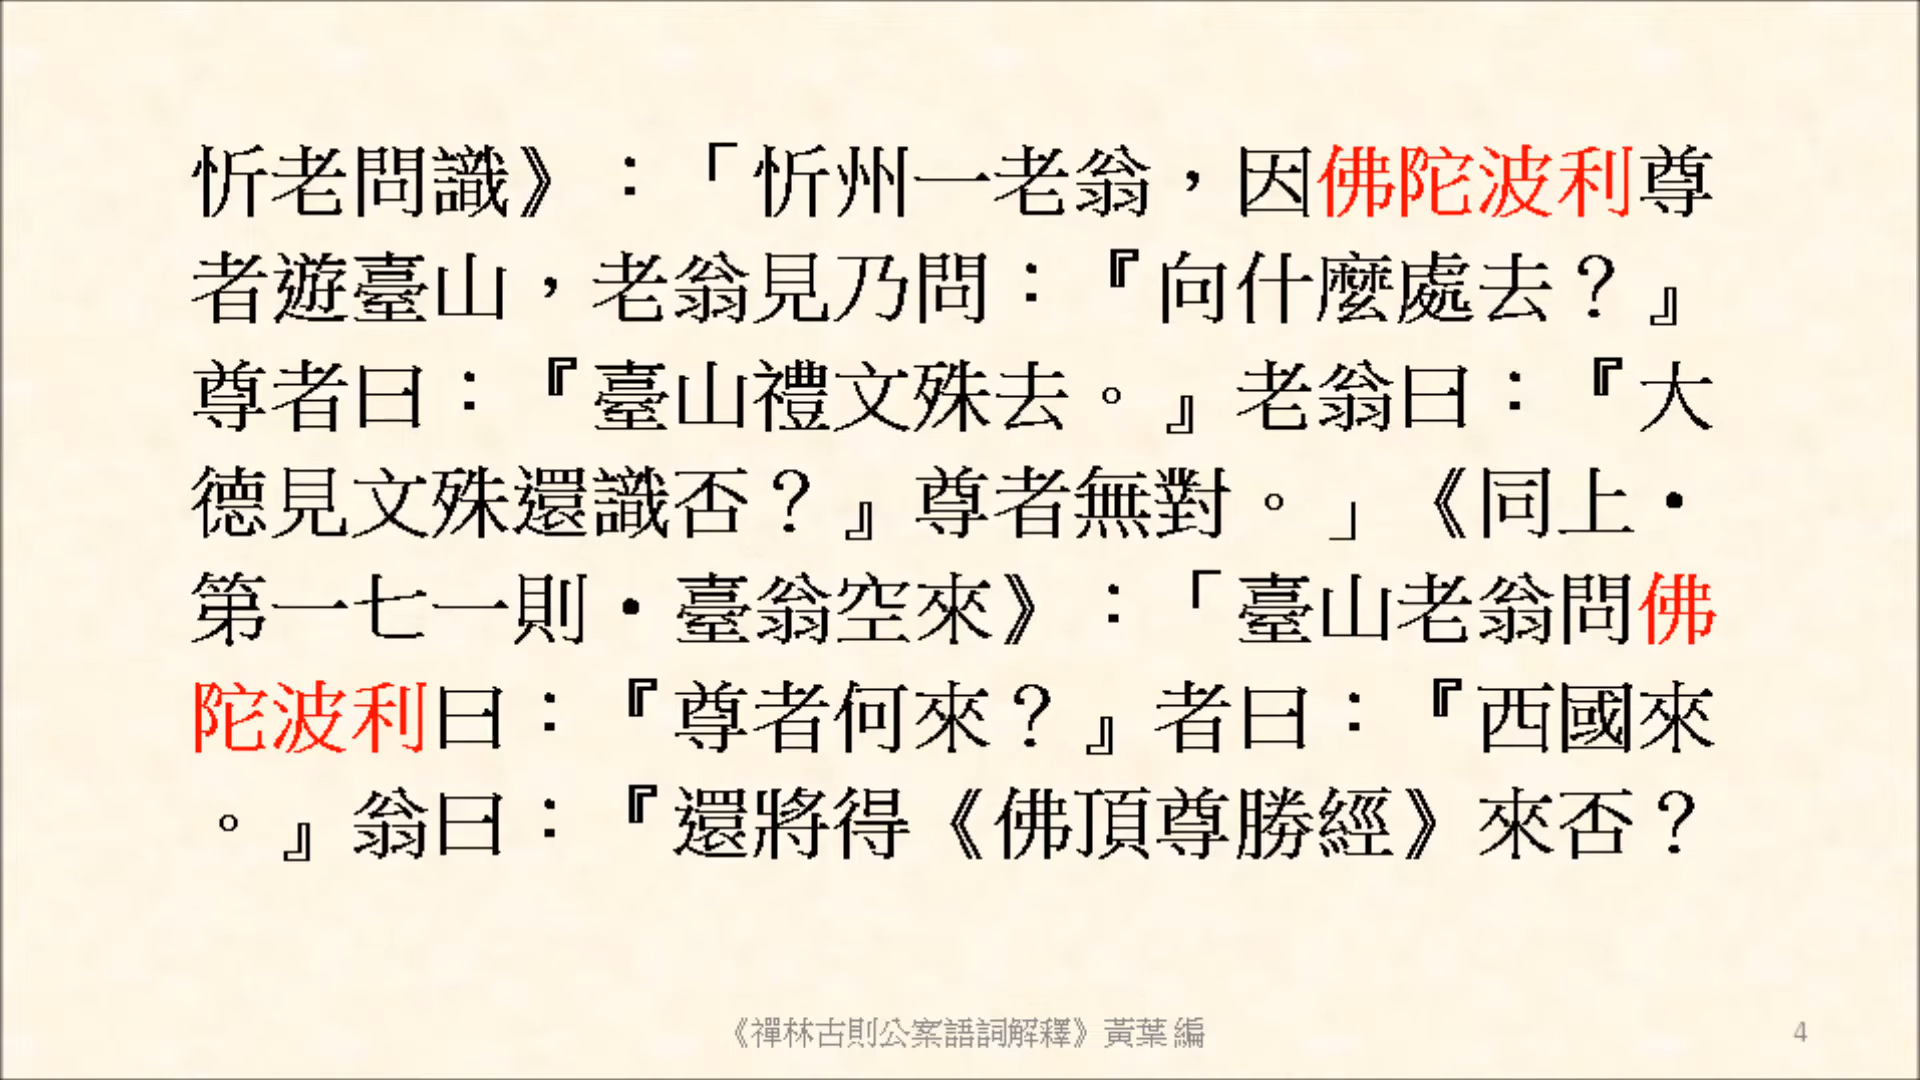 忻老問識》：「忻州一老翁，因佛陀波利尊
者遊臺山，老翁見乃問：『向什麼處去？』
尊者曰：『臺山禮文殊去。』老翁曰：『大
德見文殊還識否？』尊者無對。」《同上•
第一七一則•臺翁空來》：「臺山老翁問佛
陀波利曰：『尊者何來？』者曰：『西國來
。』翁曰：『還將得《佛頂尊勝經》來否？
《禪林古則公案語詞解釋》黃葉編
4